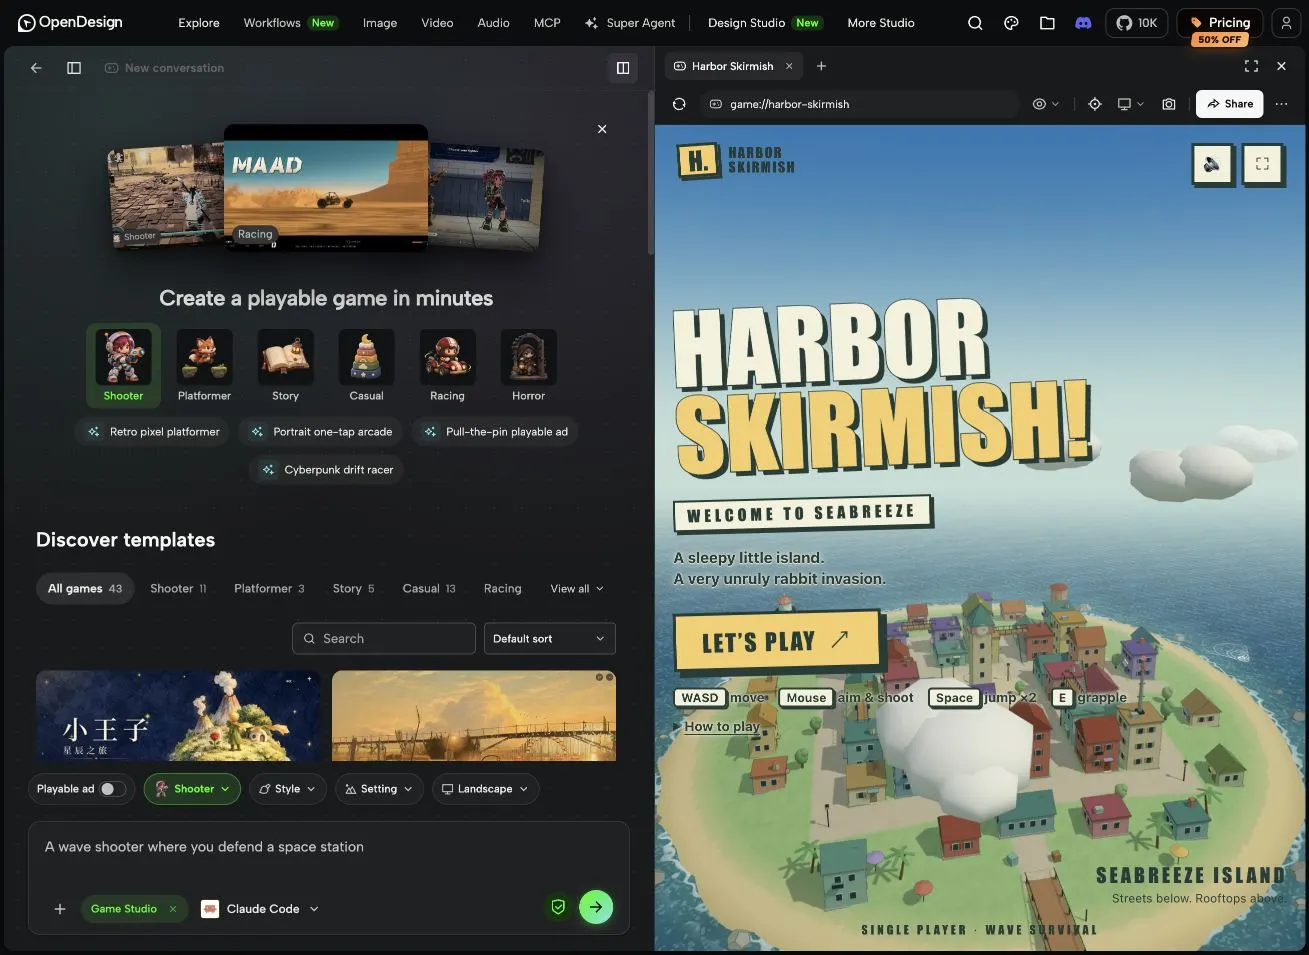 OpenDesign
Explore
Workflows New
Image
Video
Audio
MCP
Super Agent
Design Studio New
More Studio
10K
Pricing
50% OFF
New conversation
Shooter
MAAD
Racing
Create a playable game in minutes
Shooter
Platformer
Story
Casual
Racing
Horror
Retro pixel platformer
Portrait one-tap arcade
Pull-the-pin playable ad
Cyberpunk drift racer
Discover templates
All games 43
Shooter 11
Platformer 3
Story 5
Casual 13
Racing
View all
Search
Default sort
小王子
星辰之旅
Playable ad
Shooter
Style
Setting
Landscape
A wave shooter where you defend a space station
Game Studio
Claude Code
Harbor Skirmish
game://harbor-skirmish
Share
H.
HARBOR
SKIRMISH
HARBOR
SKIRMISH!
WELCOME TO SEABREEZE
A sleepy little island.
A very unruly rabbit invasion.
LET'S PLAY
WASD move
Mouse aim & shoot
Space jump ×2
E grapple
How to play
SEABREEZE ISLAND
Streets below. Rooftops above.
SINGLE PLAYER · WAVE SURVIVAL